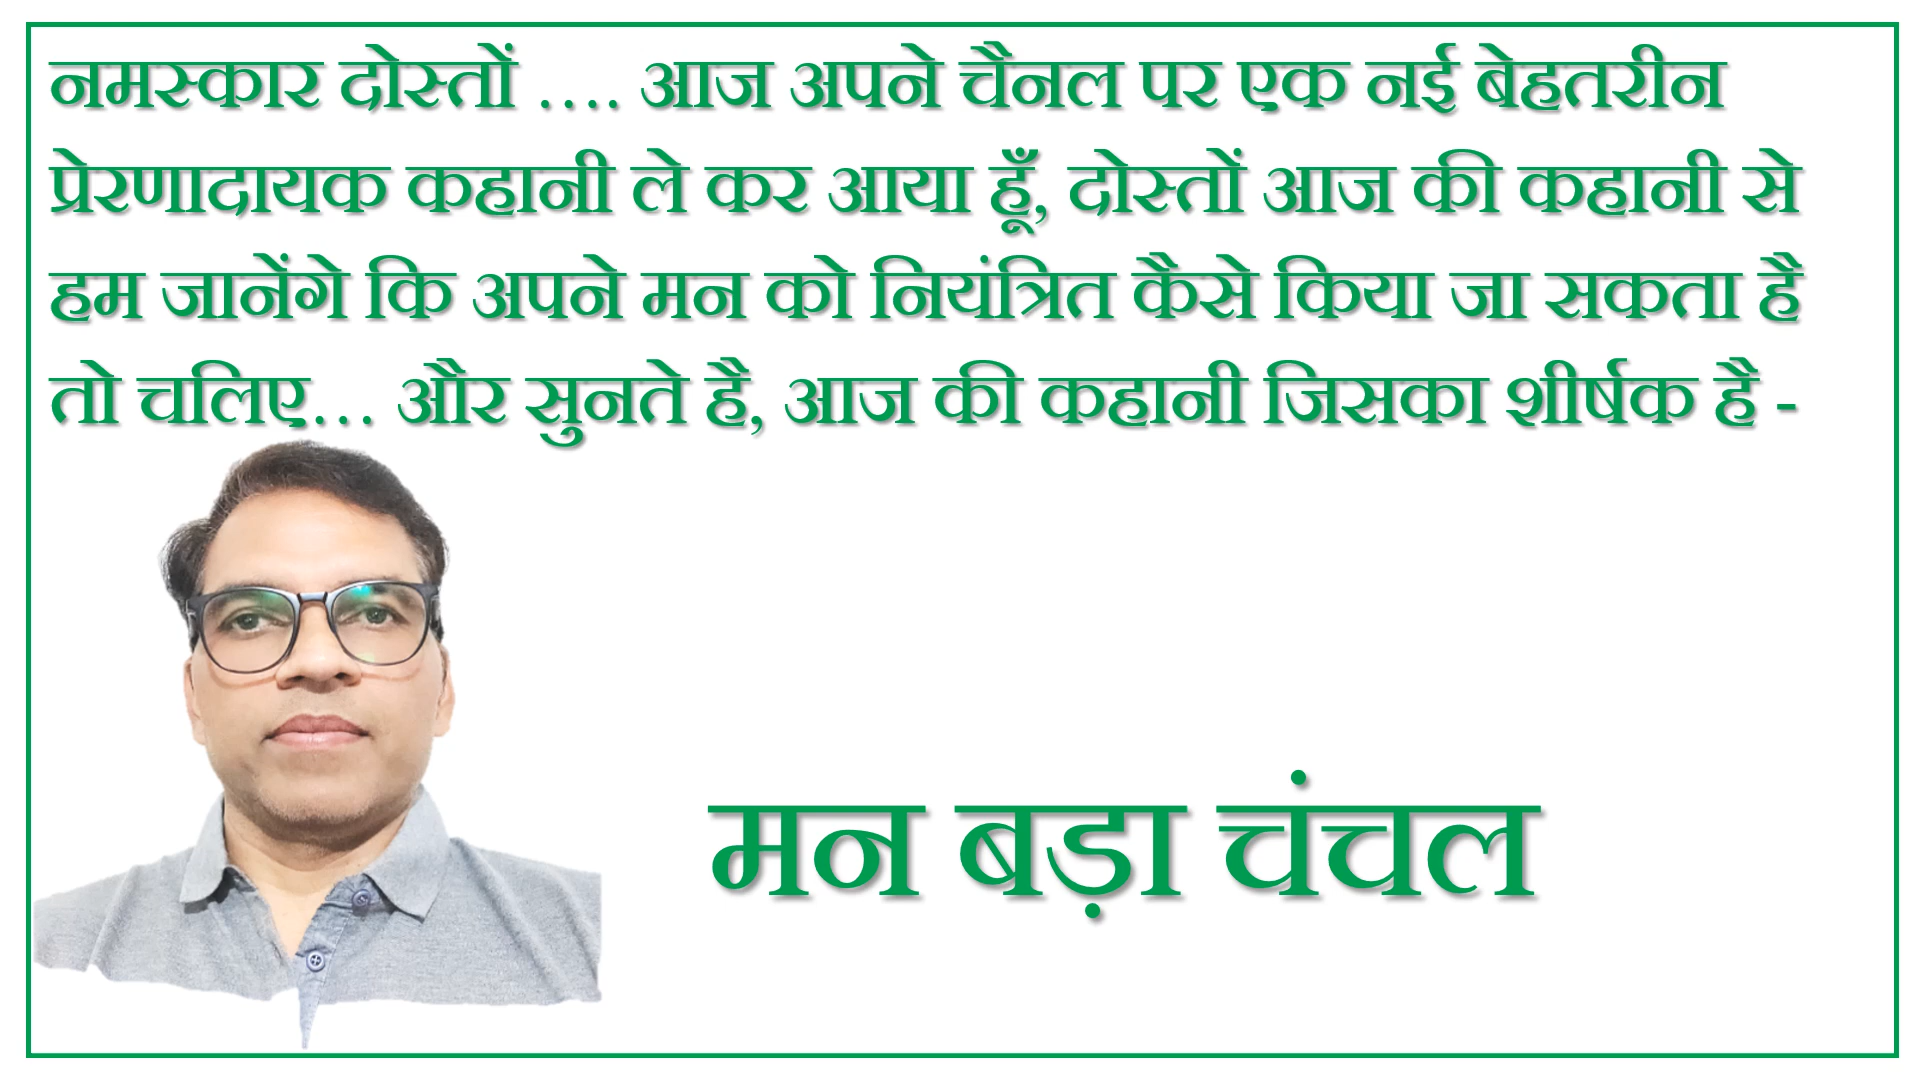 नमस्कार दोस्तों .... आज अपने चैनल पर एक नई बेहतरीन
प्रेरणादायक कहानी ले कर आया हूँ, दोस्तों आज की कहानी से
हम जानेंगे कि अपने मन को नियंत्रित कैसे किया जा सकता है
तो चलिए... और सुनते है, आज की कहानी जिसका शीर्षक है -
मन बड़ा चंचल